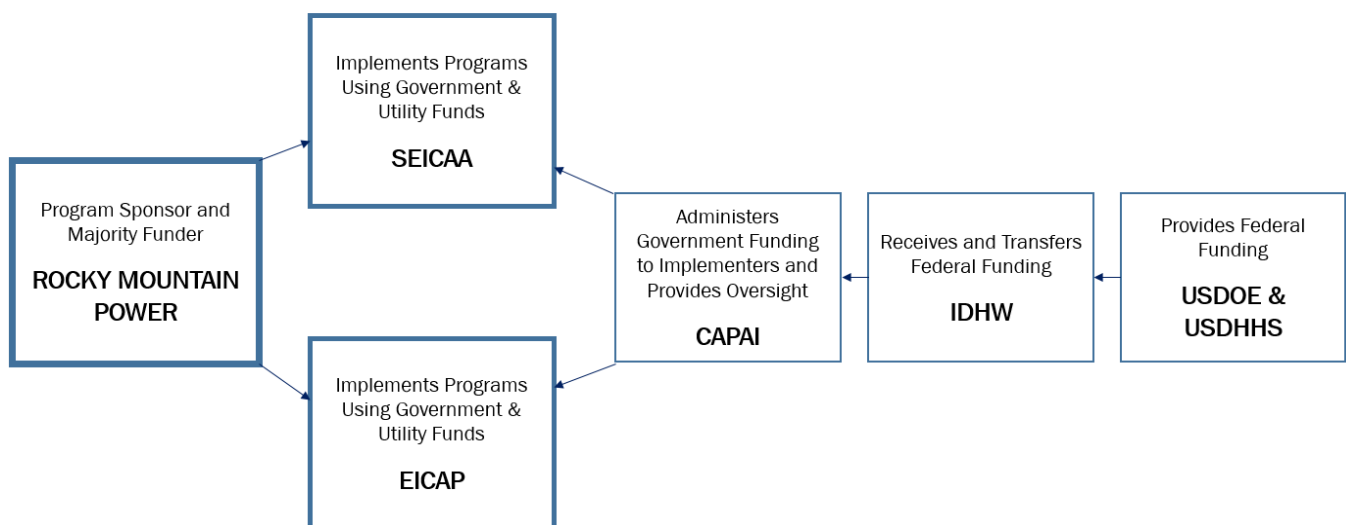 Implements Programs
Using Government &
Utility Funds
SEICAA
Program Sponsor and
Majority Funder
ROCKY MOUNTAIN
POWER
Administers
Government Funding
to Implementers and
Provides Oversight
CAPAI
Receives and Transfers
Federal Funding
IDHW
Provides Federal
Funding
USDOE &
USDHHS
Implements Programs
Using Government &
Utility Funds
EICAP